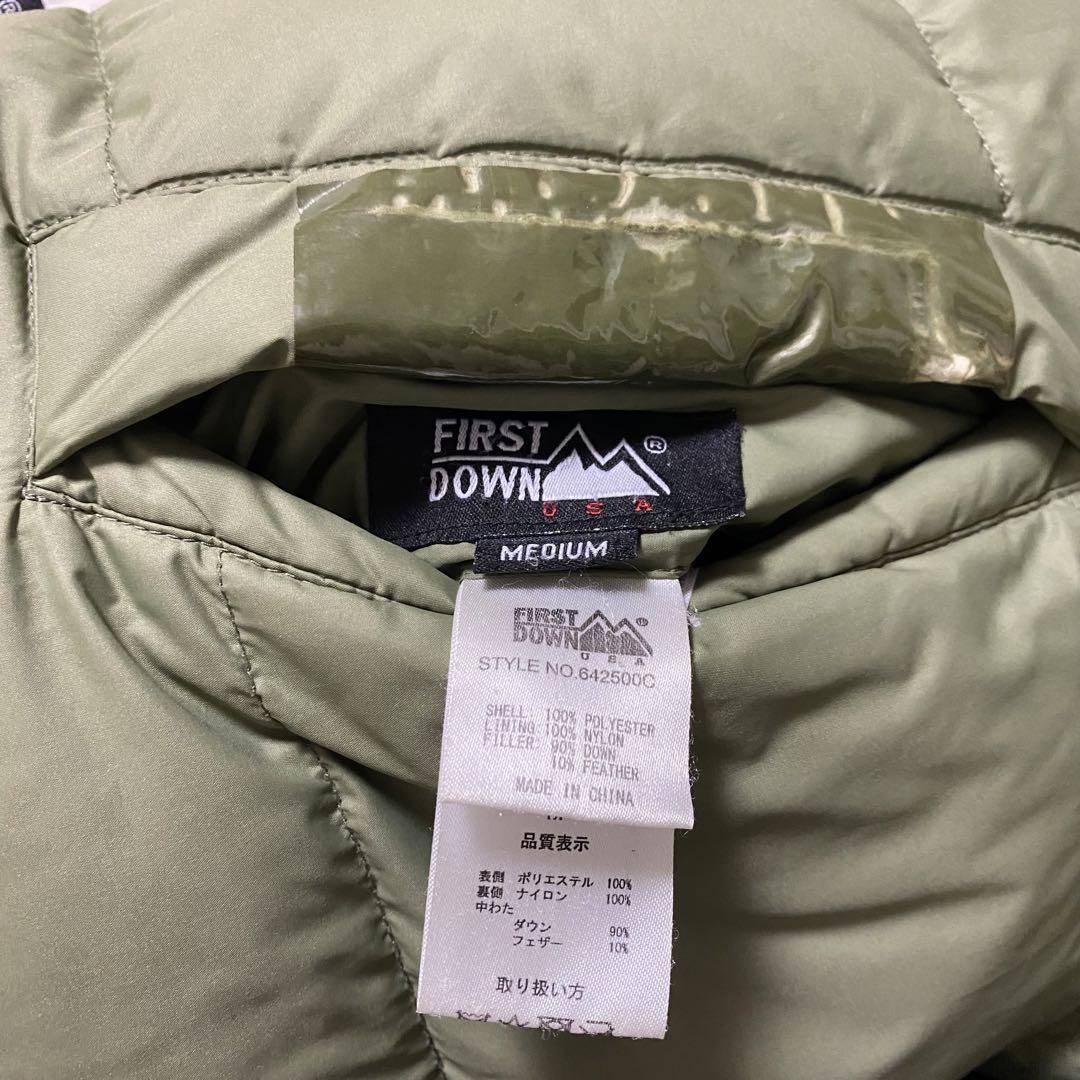 ®
FIRST
DOWN ®
USA
MEDIUM
FIRST
DOWN ®
USA
STYLE NO.642500C
SHELL: 100% POLYESTER
LINING:100% NYLON
FILLER: 90% DOWN
10% FEATHER
MADE IN CHINA
品質表示
表側 ポリエステル 100%
裏側 ナイロン 100%
中わた
ダウン 90%
フェザー 10%
取り扱い方